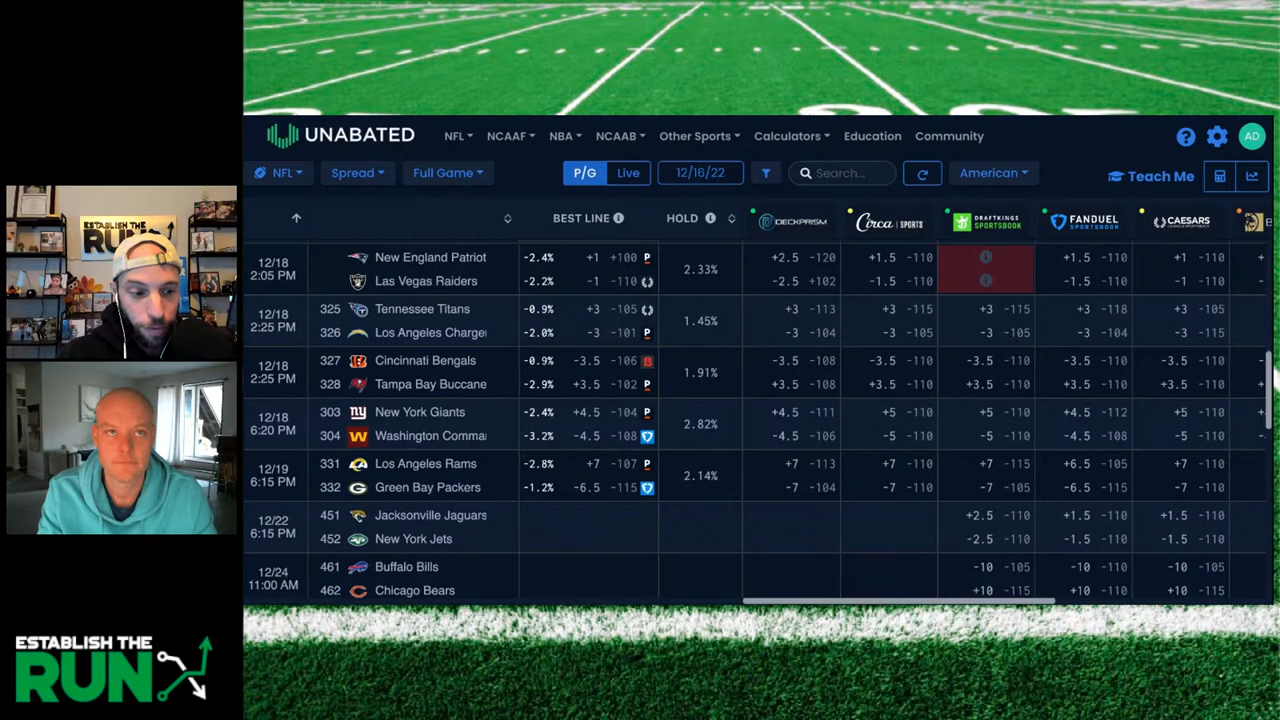 UNABATED
NFL NCAAF NBA NCAAB Other Sports Calculators Education Community
? AD
NFL Spread Full Game P/G Live 12/16/22 Search... American Teach Me
BEST LINE HOLD DECKPRISM Circa SPORTS DRAFTKINGS SPORTSBOOK FANDUEL SPORTSBOOK CAESARS
12/18 2:05 PM
New England Patriot -2.4% +1 +100 P +2.5 -120 +1.5 -110 +1.5 -110 +1 -110 +
2.33%
Las Vegas Raiders -2.2% -1 -110 -2.5 +102 -1.5 -110 -1.5 -110 -1 -110
12/18 2:25 PM
325 Tennessee Titans -0.9% +3 -105 +3 -113 +3 -115 +3 -115 +3 -118 +3 -105
1.45%
326 Los Angeles Charge -2.0% -3 -101 P -3 -104 -3 -105 -3 -105 -3 -104 -3 -115
12/18 2:25 PM
327 Cincinnati Bengals -0.9% -3.5 -106 B -3.5 -108 -3.5 -110 -3.5 -110 -3.5 -110 -3.5 -110
1.91%
328 Tampa Bay Buccane -2.9% +3.5 -102 P +3.5 -108 +3.5 -110 +3.5 -110 +3.5 -110 +3.5 -110 +
12/18 6:20 PM
303 New York Giants -2.4% +4.5 -104 P +4.5 -111 +5 -110 +5 -110 +4.5 -112 +5 -110 +
2.82%
304 Washington Comma -3.2% -4.5 -108 -4.5 -106 -5 -110 -5 -110 -4.5 -108 -5 -110 -
12/19 6:15 PM
331 Los Angeles Rams -2.8% +7 -107 P +7 -113 +7 -110 +7 -115 +6.5 -105 +7 -110
2.14%
332 Green Bay Packers -1.2% -6.5 -115 -7 -104 -7 -110 -7 -105 -6.5 -115 -7 -110
12/22 6:15 PM
451 Jacksonville Jaguars +2.5 -110 +1.5 -110 +1.5 -110
452 New York Jets -2.5 -110 -1.5 -110 -1.5 -110
12/24 11:00 AM
461 Buffalo Bills -10 -105 -10 -110 -10 -105
462 Chicago Bears +10 -115 +10 -110 +10 -115
ESTABLISH THE
RUN
ESTABLISH THE
RUN